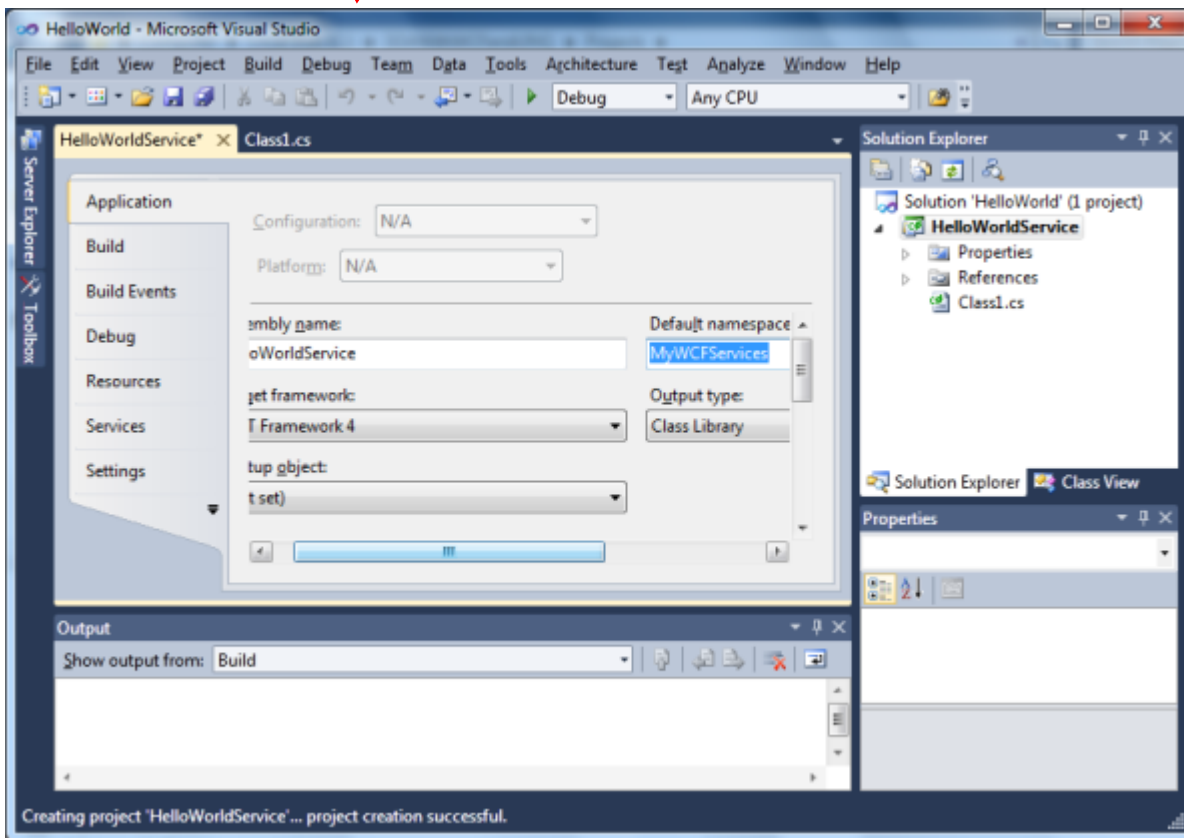 HelloWorld - Microsoft Visual Studio
File Edit View Project Build Debug Team Data Tools Architecture Test Analyze Window Help
Debug Any CPU
HelloWorldService* Class1.cs
Server Explorer
Toolbox
Application
Build
Build Events
Debug
Resources
Services
Settings
Configuration: N/A
Platform: N/A
embly name: Default namespace
oWorldService MyWCFServices
get framework: Output type:
T Framework 4 Class Library
tup object:
t set)
Solution Explorer
Solution 'HelloWorld' (1 project)
HelloWorldService
Properties
References
Class1.cs
Solution Explorer Class View
Properties
Output
Show output from: Build
Creating project 'HelloWorldService'... project creation successful.